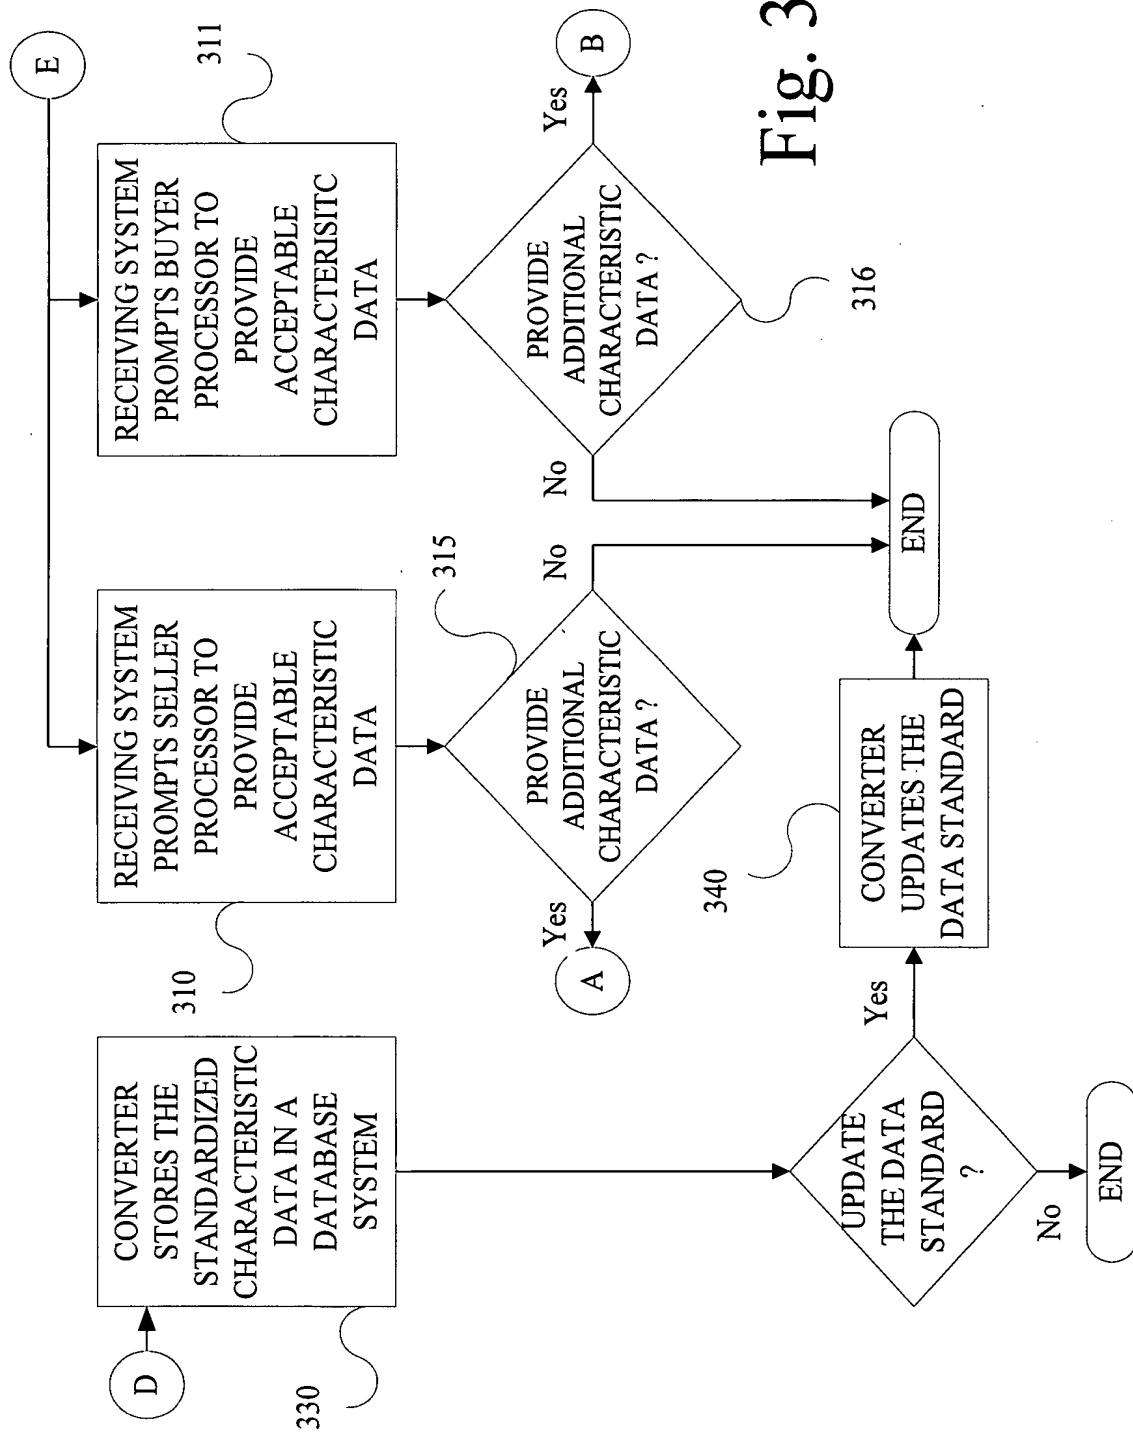 D
CONVERTER
STORES THE
STANDARDIZED
CHARACTERISTIC
DATA IN A
DATABASE
SYSTEM
330
E
RECEIVING SYSTEM
PROMPTS SELLER
PROCESSOR TO
PROVIDE
ACCEPTABLE
CHARACTERISTIC
DATA
310
RECEIVING SYSTEM
PROMPTS BUYER
PROCESSOR TO
PROVIDE
ACCEPTABLE
CHARACTERISITC
DATA
311
A
Yes
PROVIDE
ADDITIONAL
CHARACTERISTIC
DATA ?
315
No
No
PROVIDE
ADDITIONAL
CHARACTERISTIC
DATA ?
316
Yes
B
UPDATE
THE DATA
STANDARD
?
Yes
No
END
340
CONVERTER
UPDATES THE
DATA STANDARD
END
Fig. 3